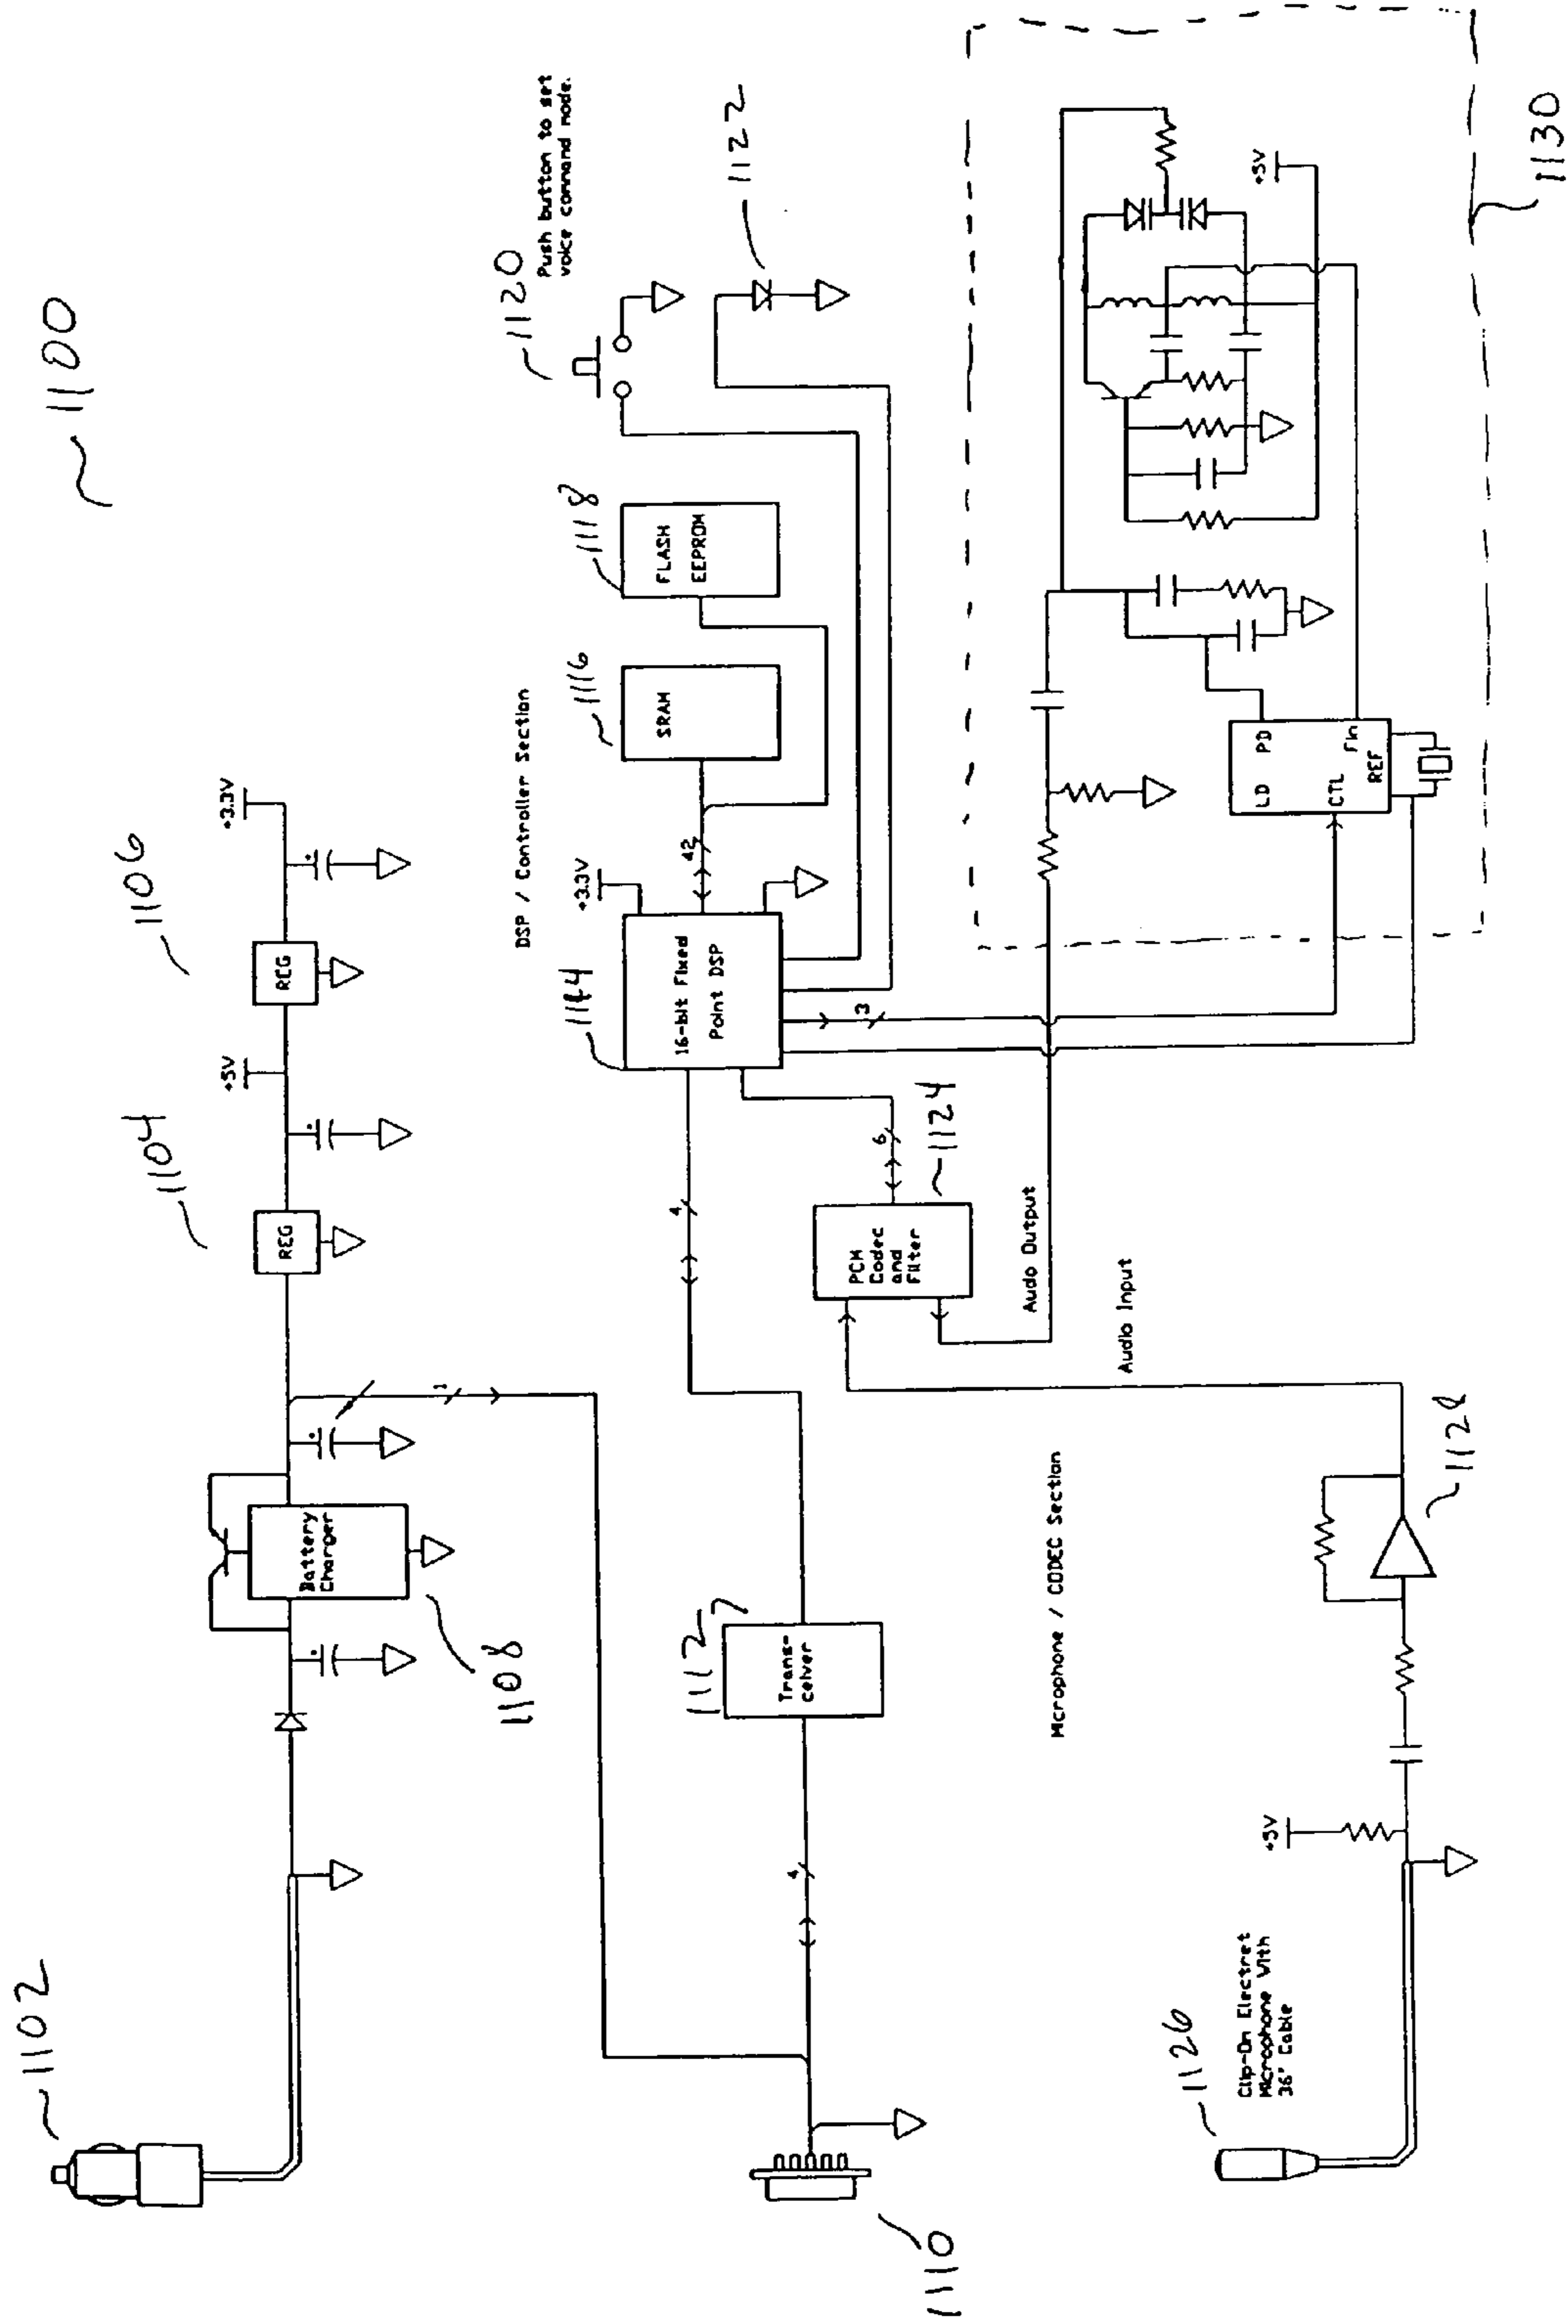 1100
1102
1104
1106
REG
+5V
REG
+3.3V
Battery
Charger
1108
1
DSP / Controller Section
1110
4
1112
Trans-
ceiver
4
1114
16-bit Fixed
Point DSP
+3.3V
42
1116
SRAM
1118
FLASH
EEPROM
1120
Push button to set
voice command mode.
1122
3
6
PCM
Codec
and
Filter
1124
Audo Output
Audio Input
Microphone / CODEC Section
1126
Clip-On Electret
Microphone With
36" Cable
+5V
1128
LD
PD
CTL
Fin
REF
+5V
1130